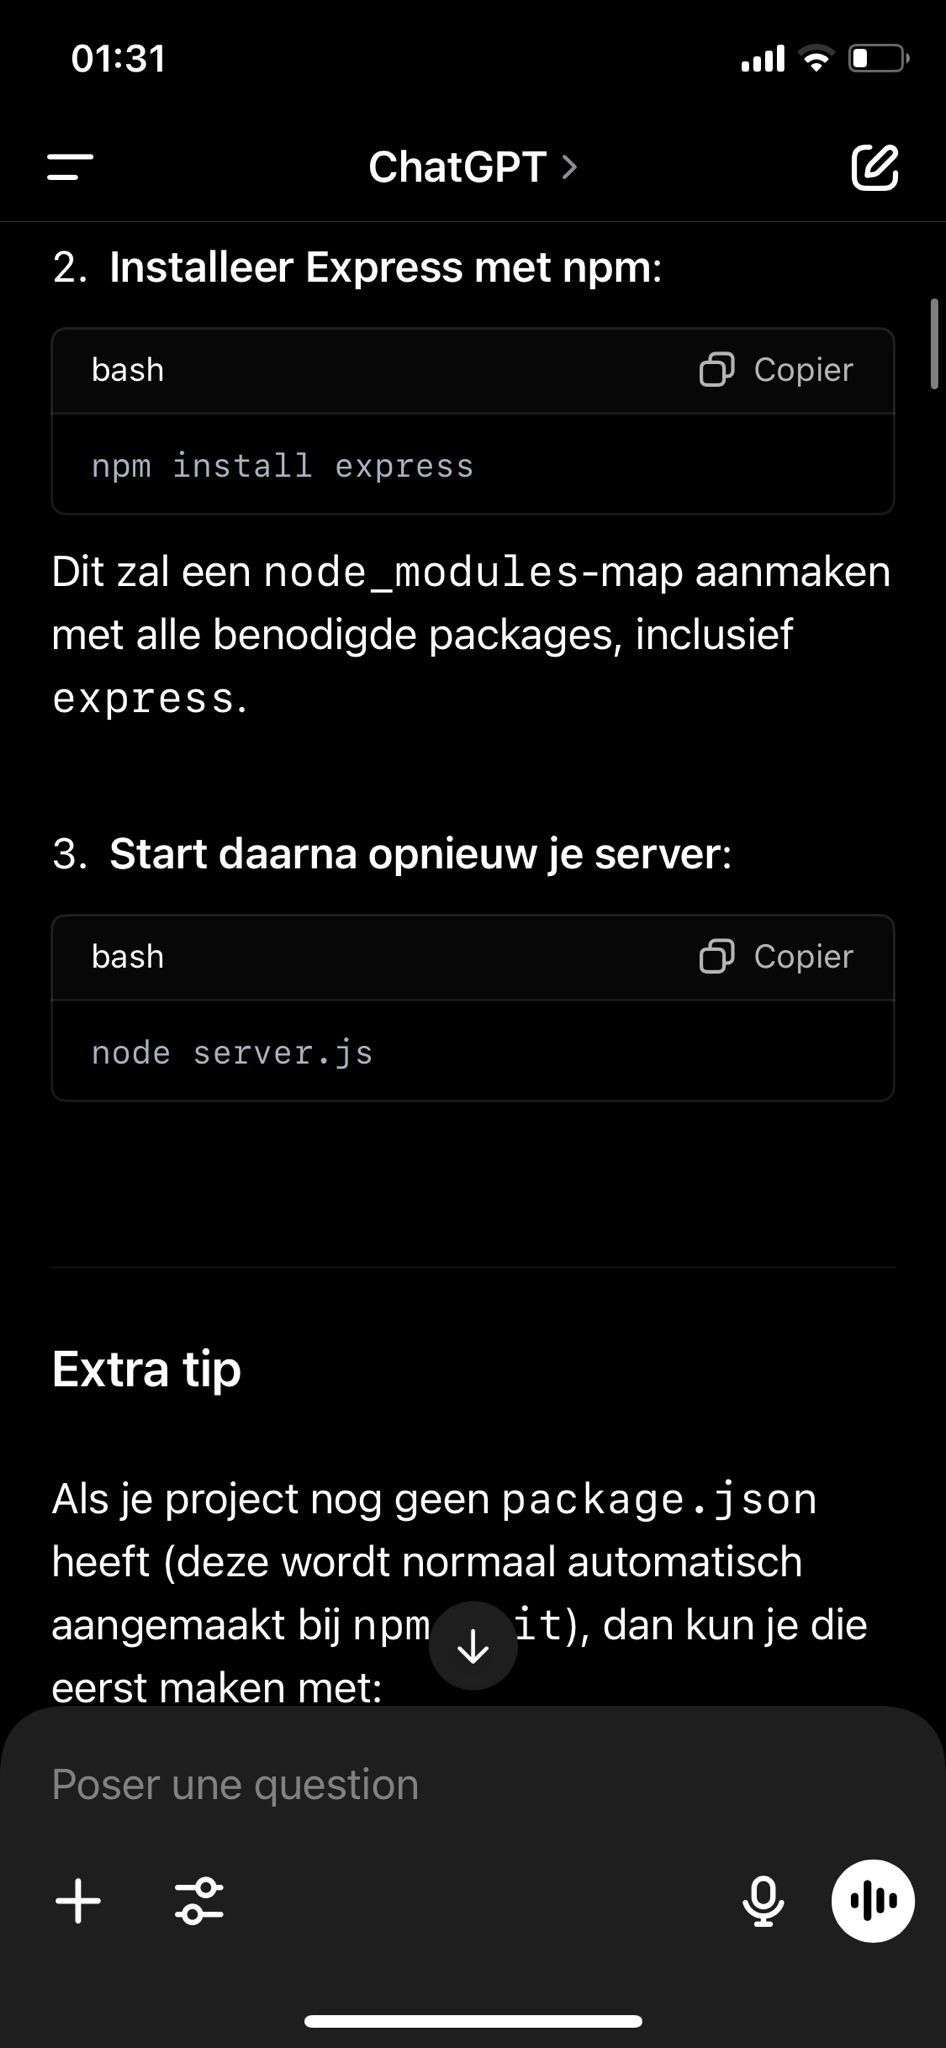 01:31
ChatGPT
2. Installeer Express met npm:
bash
Copier
npm install express
Dit zal een node_modules-map aanmaken
met alle benodigde packages, inclusief
express.
3. Start daarna opnieuw je server:
bash
Copier
node server.js
Extra tip
Als je project nog geen package.json
heeft (deze wordt normaal automatisch
aangemaakt bij npm it), dan kun je die
eerst maken met:
Poser une question